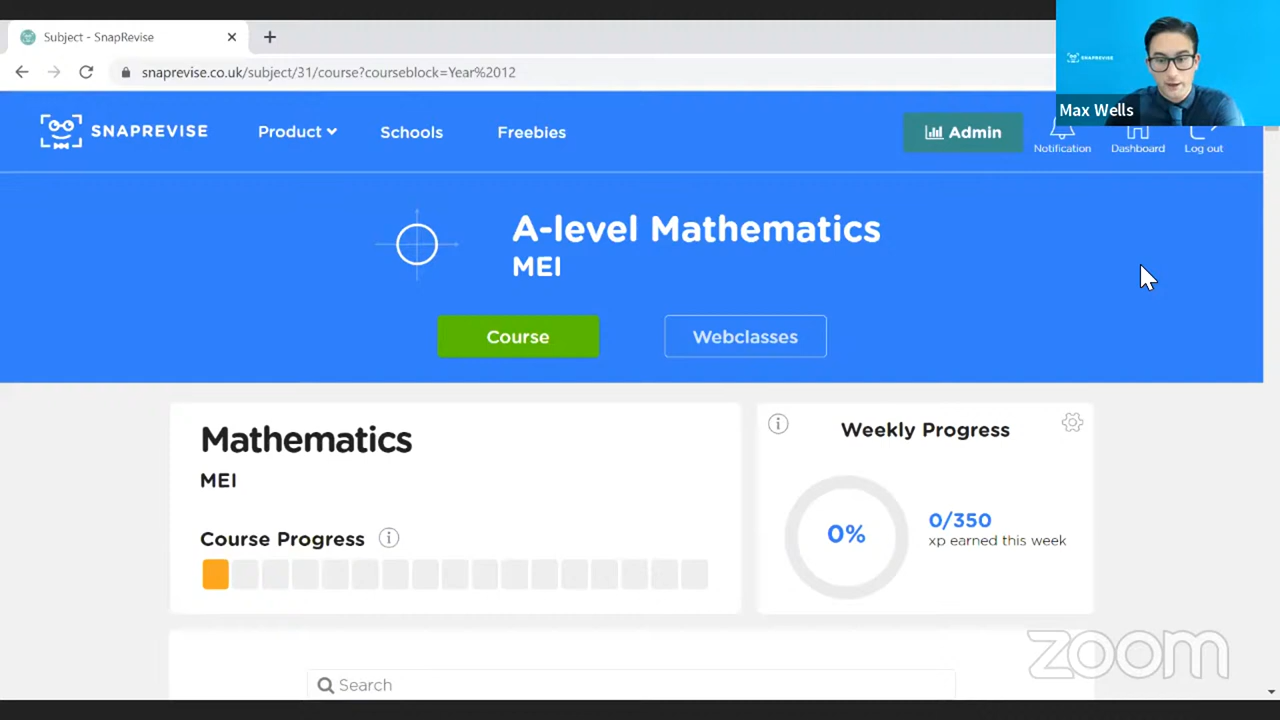 Subject - SnapRevise
snaprevise.co.uk/subject/31/course?courseblock=Year%2012
SNAPREVISE
Max Wells
SNAPREVISE
Product
Schools
Freebies
Admin
Notification
Dashboard
Log out
A-level Mathematics
MEI
Course
Webclasses
Mathematics
MEI
Course Progress
Weekly Progress
0%
0/350
xp earned this week
Search
zoom